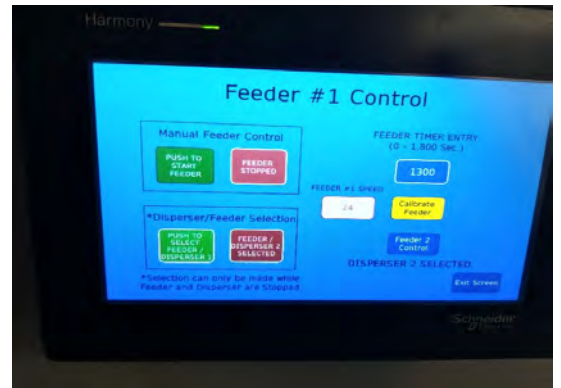 Harmony
Feeder #1 Control
Manual Feeder Control
PUSH TO
START
FEEDER
FEEDER
STOPPED
FEEDER TIMER ENTRY
(0 - 1,800 Sec.)
1300
FEEDER #1 SPEED
24
Calibrate
Feeder
*Disperser/Feeder Selection
PUSH TO
SELECT
FEEDER /
DISPERSER 1
FEEDER /
DISPERSER 2
SELECTED
Feeder 2
Control
DISPERSER 2 SELECTED
*Selection can only be made while
Feeder and Disperser are Stopped
Exit Screen
Schneider